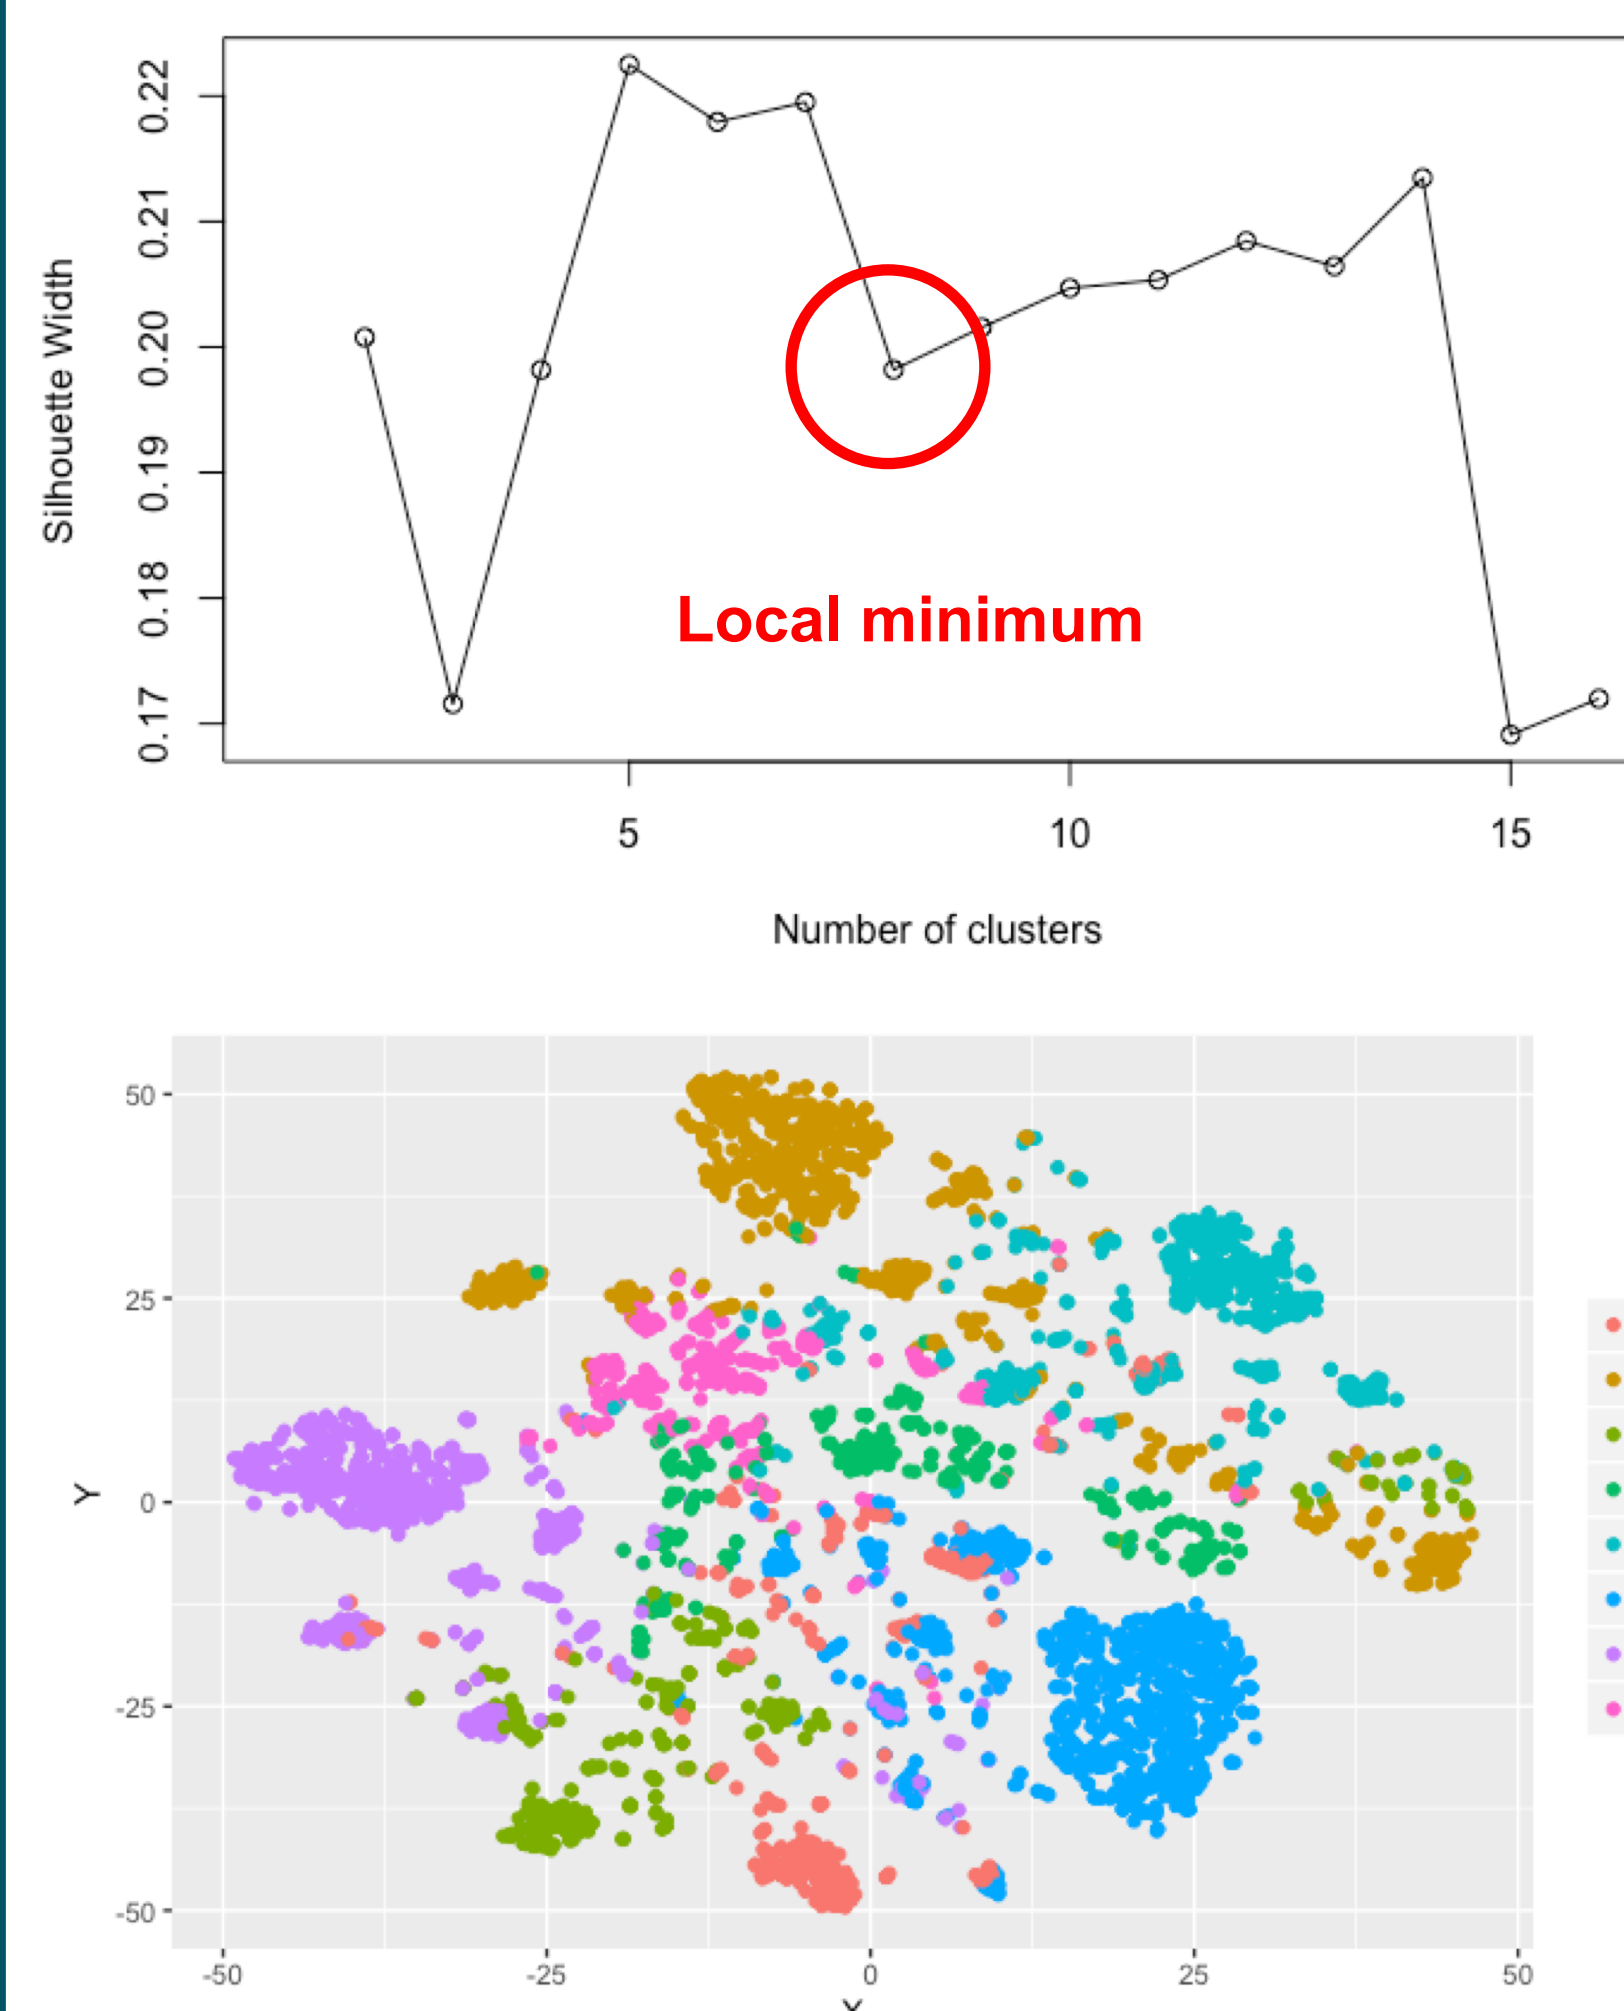 0.22
0.21
0.20
0.19
0.18
0.17
Silhouette Width
Local minimum
5 10 15
Number of clusters
50
25
0
-25
-50
Y
-50 -25 0 25 50
X